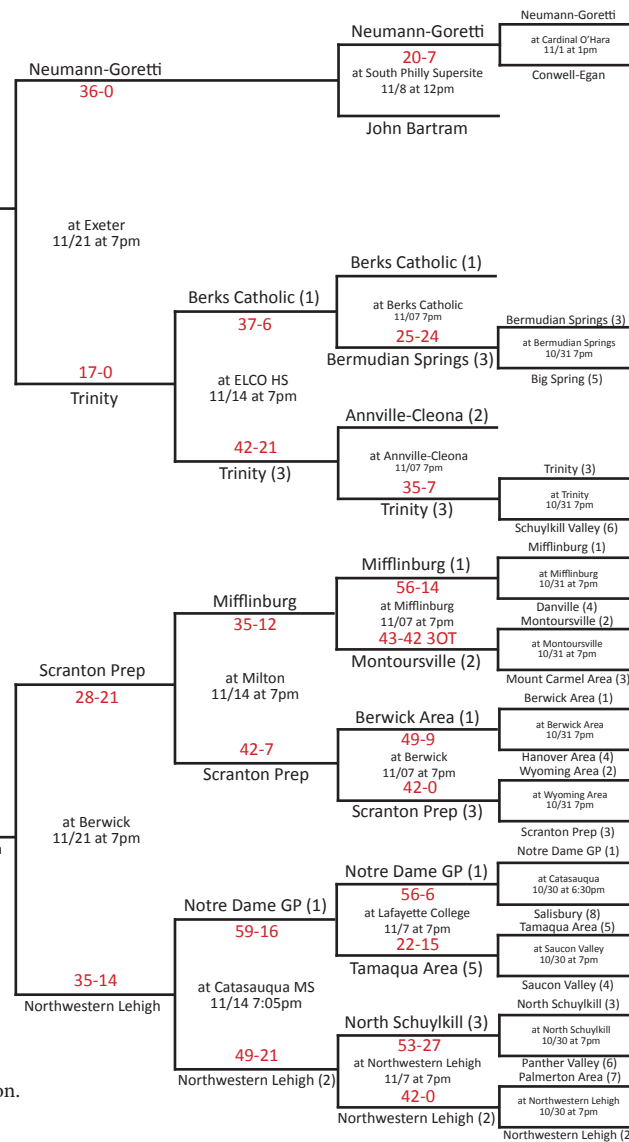 Neumann-Goretti
at Cardinal O'Hara
11/1 at 1pm
Conwell-Egan
Neumann-Goretti
20-7
at South Philly Supersite
11/8 at 12pm
John Bartram
Neumann-Goretti
36-0
at Exeter
11/21 at 7pm
17-0
Trinity
Berks Catholic (1)
37-6
at ELCO HS
11/14 at 7pm
42-21
Trinity (3)
Berks Catholic (1)
at Berks Catholic
11/07 7pm
25-24
Bermudian Springs (3)
Bermudian Springs (3)
at Bermudian Springs
10/31 7pm
Big Spring (5)
Annville-Cleona (2)
at Annville-Cleona
11/07 7pm
35-7
Trinity (3)
Trinity (3)
at Trinity
10/31 7pm
Schuylkill Valley (6)
Mifflinburg (1)
at Mifflinburg
10/31 at 7pm
Danville (4)
Montoursville (2)
at Montoursville
10/31 at 7pm
Mount Carmel Area (3)
Mifflinburg (1)
56-14
at Mifflinburg
11/07 at 7pm
43-42 3OT
Montoursville (2)
Mifflinburg
35-12
at Milton
11/14 at 7pm
42-7
Scranton Prep
Scranton Prep
28-21
at Berwick
11/21 at 7pm
35-14
Northwestern Lehigh
Berwick Area (1)
49-9
at Berwick
11/07 at 7pm
42-0
Scranton Prep (3)
Berwick Area (1)
at Berwick Area
10/31 7pm
Hanover Area (4)
Wyoming Area (2)
at Wyoming Area
10/31 7pm
Scranton Prep (3)
Notre Dame GP (1)
at Catasauqua
10/30 at 6:30pm
Salisbury (8)
Tamaqua Area (5)
at Saucon Valley
10/30 at 7pm
Saucon Valley (4)
Notre Dame GP (1)
56-6
at Lafayette College
11/7 at 7pm
22-15
Tamaqua Area (5)
Notre Dame GP (1)
59-16
at Catasauqua MS
11/14 7:05pm
49-21
Northwestern Lehigh (2)
North Schuylkill (3)
53-27
at Northwestern Lehigh
11/7 at 7pm
42-0
Northwestern Lehigh (2)
North Schuylkill (3)
at North Schuylkill
10/30 at 7pm
Panther Valley (6)
Palmerton Area (7)
at Northwestern Lehigh
10/30 at 7pm
Northwestern Lehigh (2)
on.